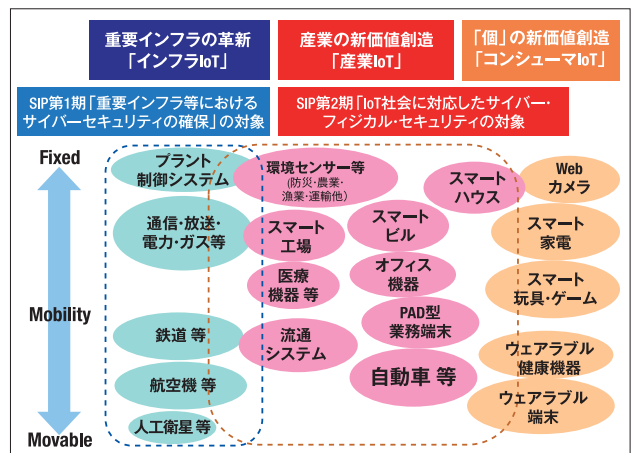 重要インフラの革新
「インフラIoT」
産業の新価値創造
「産業IoT」
「個」の新価値創造
「コンシューマIoT」
SIP第1期「重要インフラ等における
サイバーセキュリティの確保」の対象
SIP第2期「IoT社会に対応したサイバー・
フィジカル・セキュリティの対象
Fixed
Mobility
Movable
プラント
制御システム
通信・放送・
電力・ガス等
鉄道 等
航空機 等
人工衛星 等
環境センサー等
(防災・農業・
漁業・運輸他)
スマート
工場
医療
機器 等
流通
システム
スマート
ハウス
スマート
ビル
オフィス
機器
PAD型
業務端末
自動車 等
Web
カメラ
スマート
家電
スマート
玩具・ゲーム
ウェアラブル
健康機器
ウェアラブル
端末